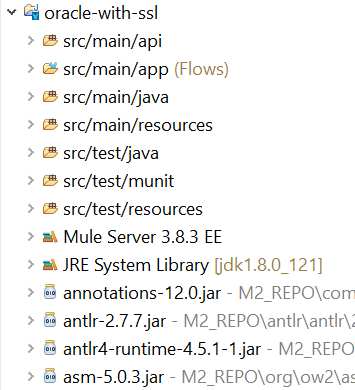 oracle-with-ssl
src/main/api
src/main/app (Flows)
src/main/java
src/main/resources
src/test/java
src/test/munit
src/test/resources
Mule Server 3.8.3 EE
JRE System Library [jdk1.8.0_121]
annotations-12.0.jar - M2_REPO\com
antlr-2.7.7.jar - M2_REPO\antlr\antlr\2
antlr4-runtime-4.5.1-1.jar - M2_REPO
asm-5.0.3.jar - M2_REPO\org\ow2\as